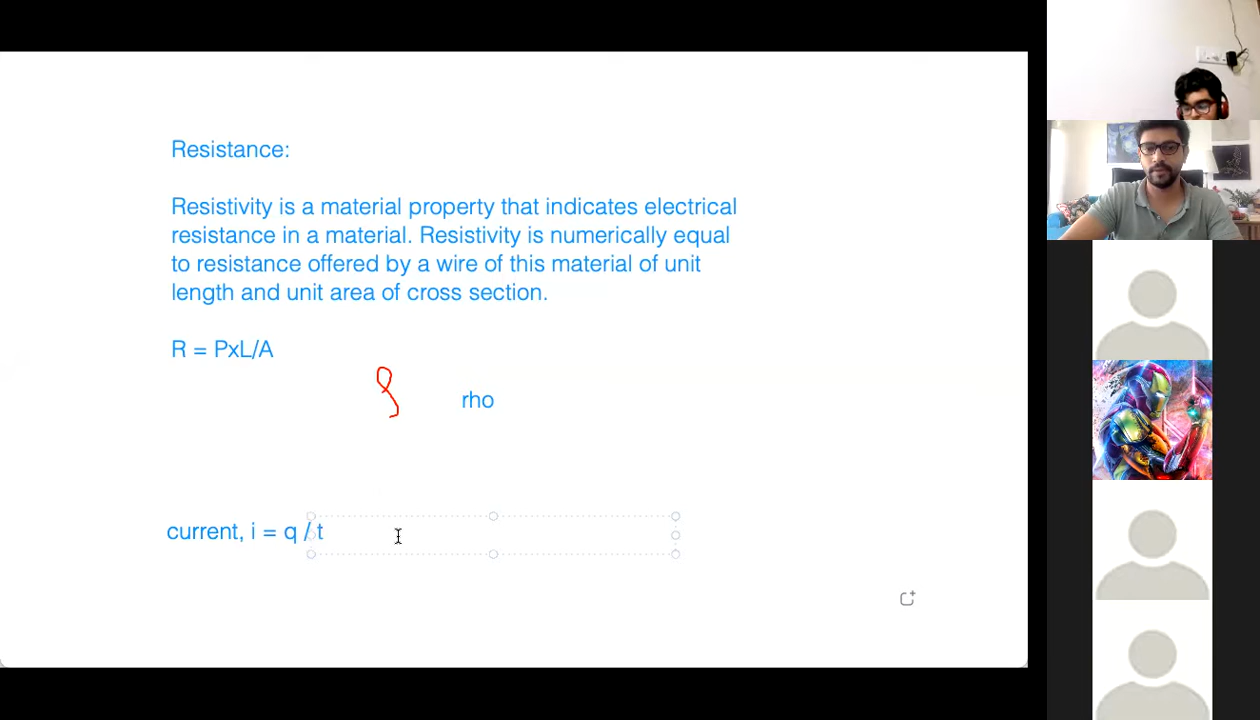 Resistance:
Resistivity is a material property that indicates electrical
resistance in a material. Resistivity is numerically equal
to resistance offered by a wire of this material of unit
length and unit area of cross section.
R = PxL/A
rho
current, i = q / t